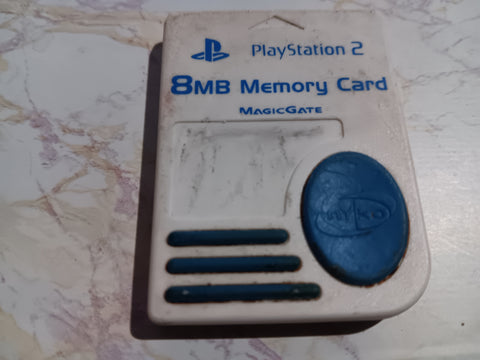 PlayStation 2
8MB Memory Card
MAGICGATE
NYKO